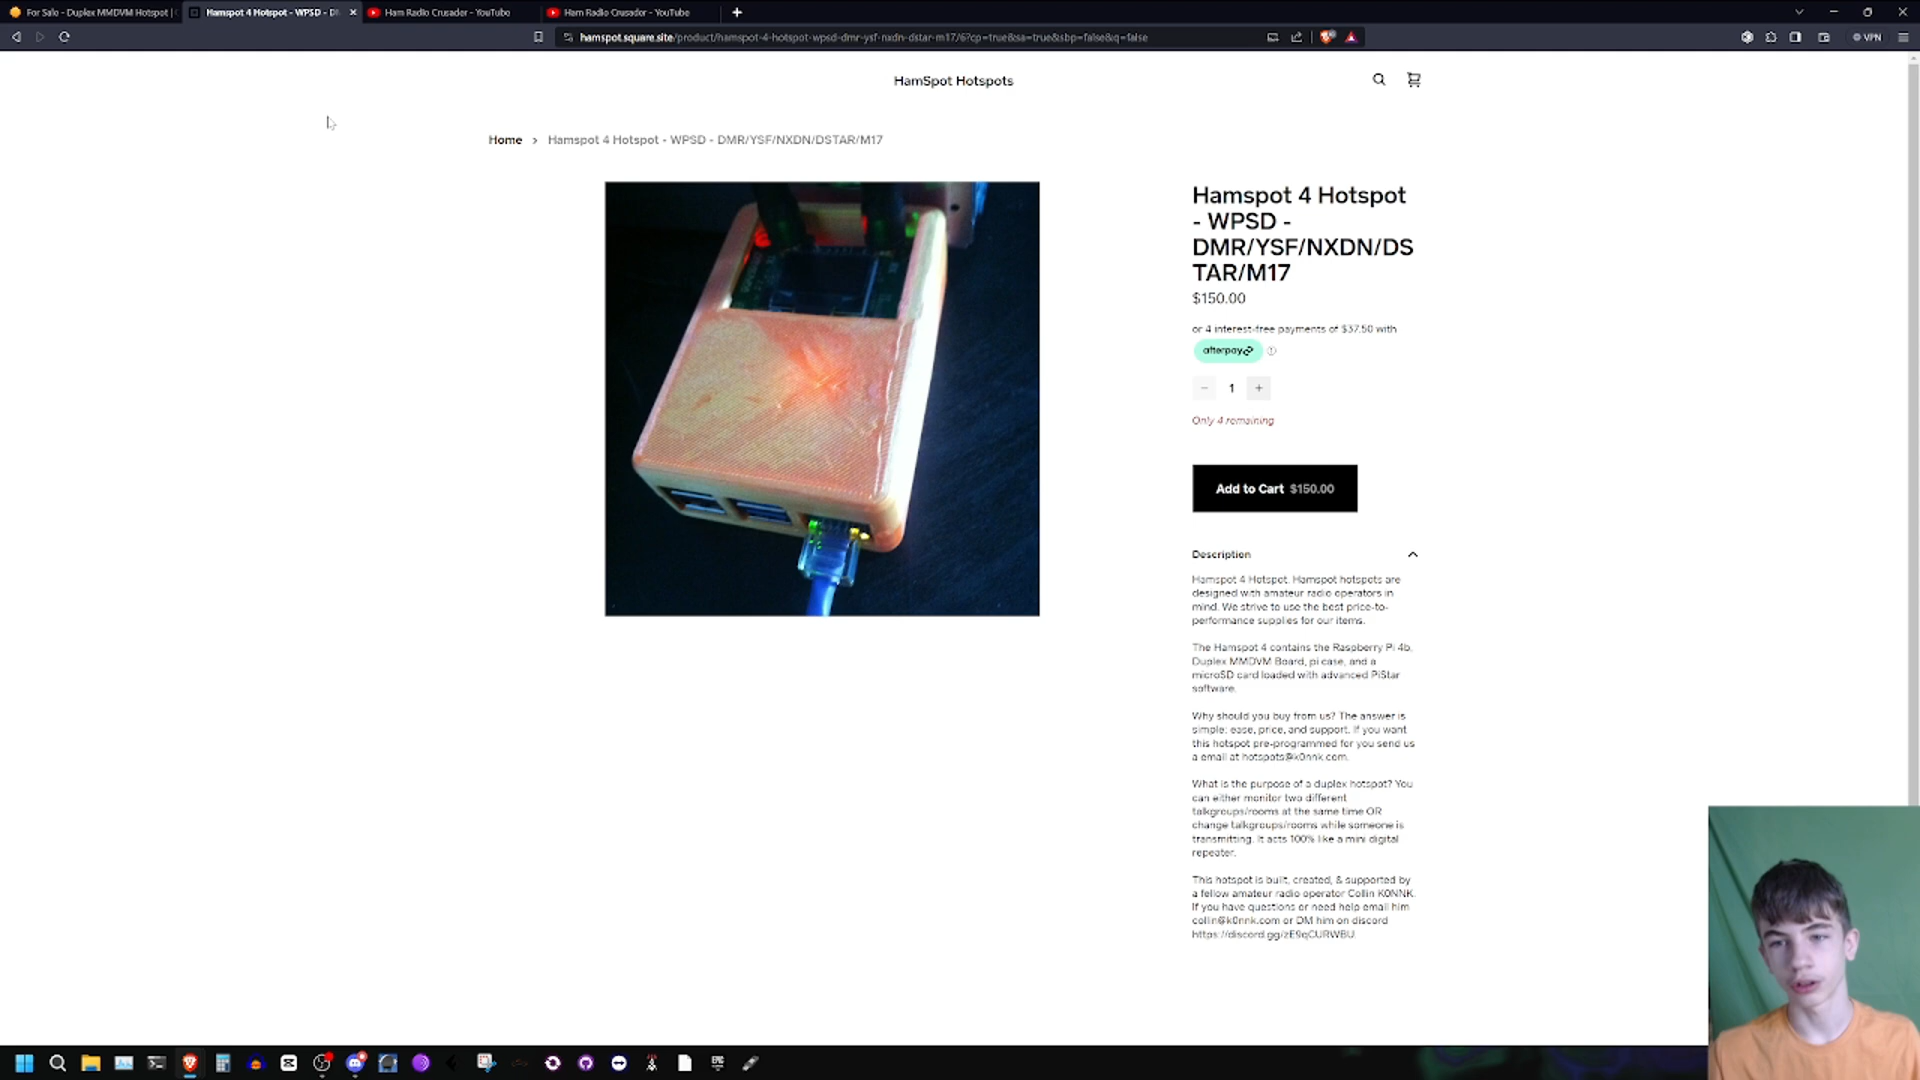 For Sale - Duplex MMDVM Hotspot |
Hamspot 4 Hotspot - WPSD - D
Ham Radio Crusader - YouTube
Ham Radio Crusader - YouTube
hamspot.square.site/product/hamspot-4-hotspot-wpsd-dmr-ysf-nxdn-dstar-m17/6?cp=true&sa=true&sbp=false&q=false
VPN
HamSpot Hotspots
Home > Hamspot 4 Hotspot - WPSD - DMR/YSF/NXDN/DSTAR/M17
Hamspot 4 Hotspot
- WPSD -
DMR/YSF/NXDN/DS
TAR/M17
$150.00
or 4 interest-free payments of $37.50 with
afterpay
− 1 +
Only 4 remaining
Add to Cart $150.00
Description
Hamspot 4 Hotspot. Hamspot hotspots are
designed with amateur radio operators in
mind. We strive to use the best price-to-
performance supplies for our items.
The Hamspot 4 contains the Raspberry Pi 4b,
Duplex MMDVM Board, pi case, and a
microSD card loaded with advanced PiStar
software.
Why should you buy from us? The answer is
simple: ease, price, and support. If you want
this hotspot pre-programmed for you send us
a email at hotspots@k0nnk.com.
What is the purpose of a duplex hotspot? You
can either monitor two different
talkgroups/rooms at the same time OR
change talkgroups/rooms while someone is
transmitting. It acts 100% like a mini digital
repeater.
This hotspot is built, created, & supported by
a fellow amateur radio operator Collin K0NNK.
If you have questions or need help email him
collin@k0nnk.com or DM him on discord
https://discord.gg/zE9qCURWBU.